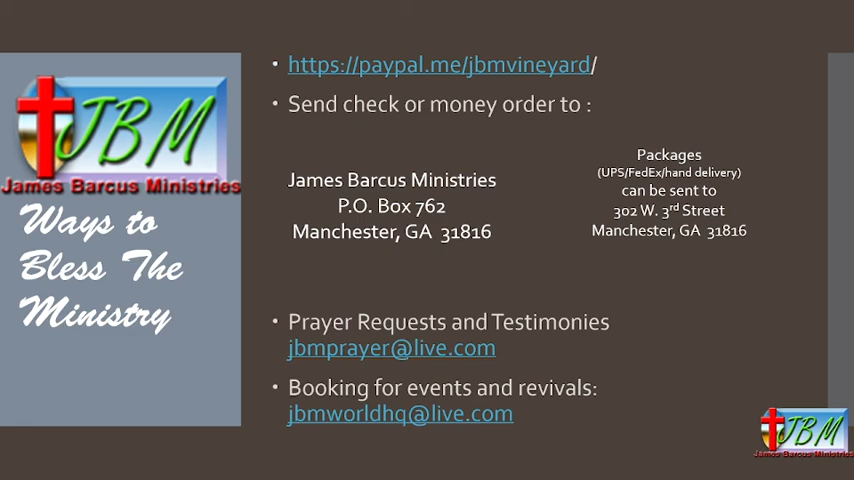 JBM
James Barcus Ministries
Ways to
Bless The
Ministry
• https://paypal.me/jbmvineyard/
• Send check or money order to :
James Barcus Ministries
P.O. Box 762
Manchester, GA 31816
Packages
(UPS/FedEx/hand delivery)
can be sent to
302 W. 3rd Street
Manchester, GA 31816
• Prayer Requests and Testimonies
jbmprayer@live.com
• Booking for events and revivals:
jbmworldhq@live.com
JBM
James Barcus Ministries